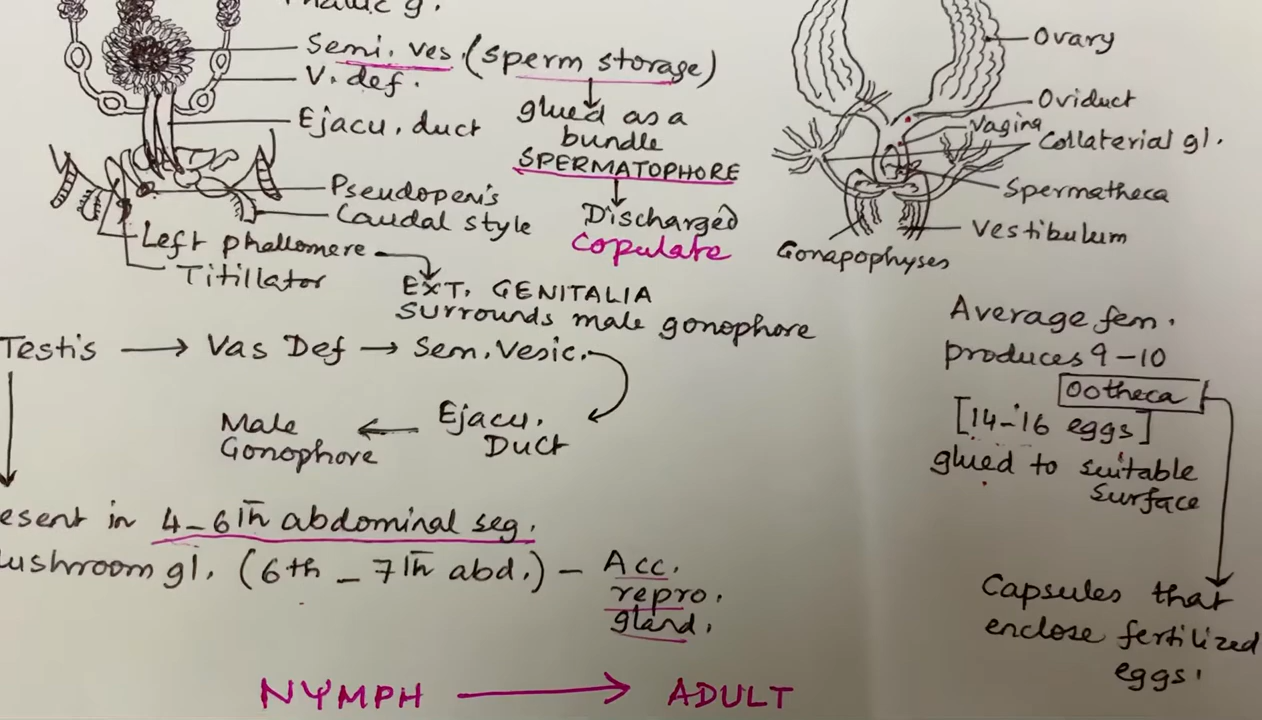 Phallic g.
Semi. ves. (Sperm storage)
V. def.
Ejacu. duct
glued as a
bundle
SPERMATOPHORE
Discharged
Copulate
Pseudopenis
Caudal style
Left phallomere
Titillator
EXT. GENITALIA
Surrounds male gonophore
Ovary
Oviduct
Vagina
Collaterial gl.
Spermatheca
Vestibulum
Gonapophyses
Testis → Vas Def → Sem. Vesic.
Ejacu.
Duct
Male
Gonophore
esent in 4-6th abdominal seg.
ushroom gl. (6th - 7th abd.) - Acc.
repro.
gland.
Average fem.
produces 9-10
Ootheca
[14-16 eggs]
glued to suitable
surface
Capsules that
enclose fertilized
eggs.
NYMPH → ADULT